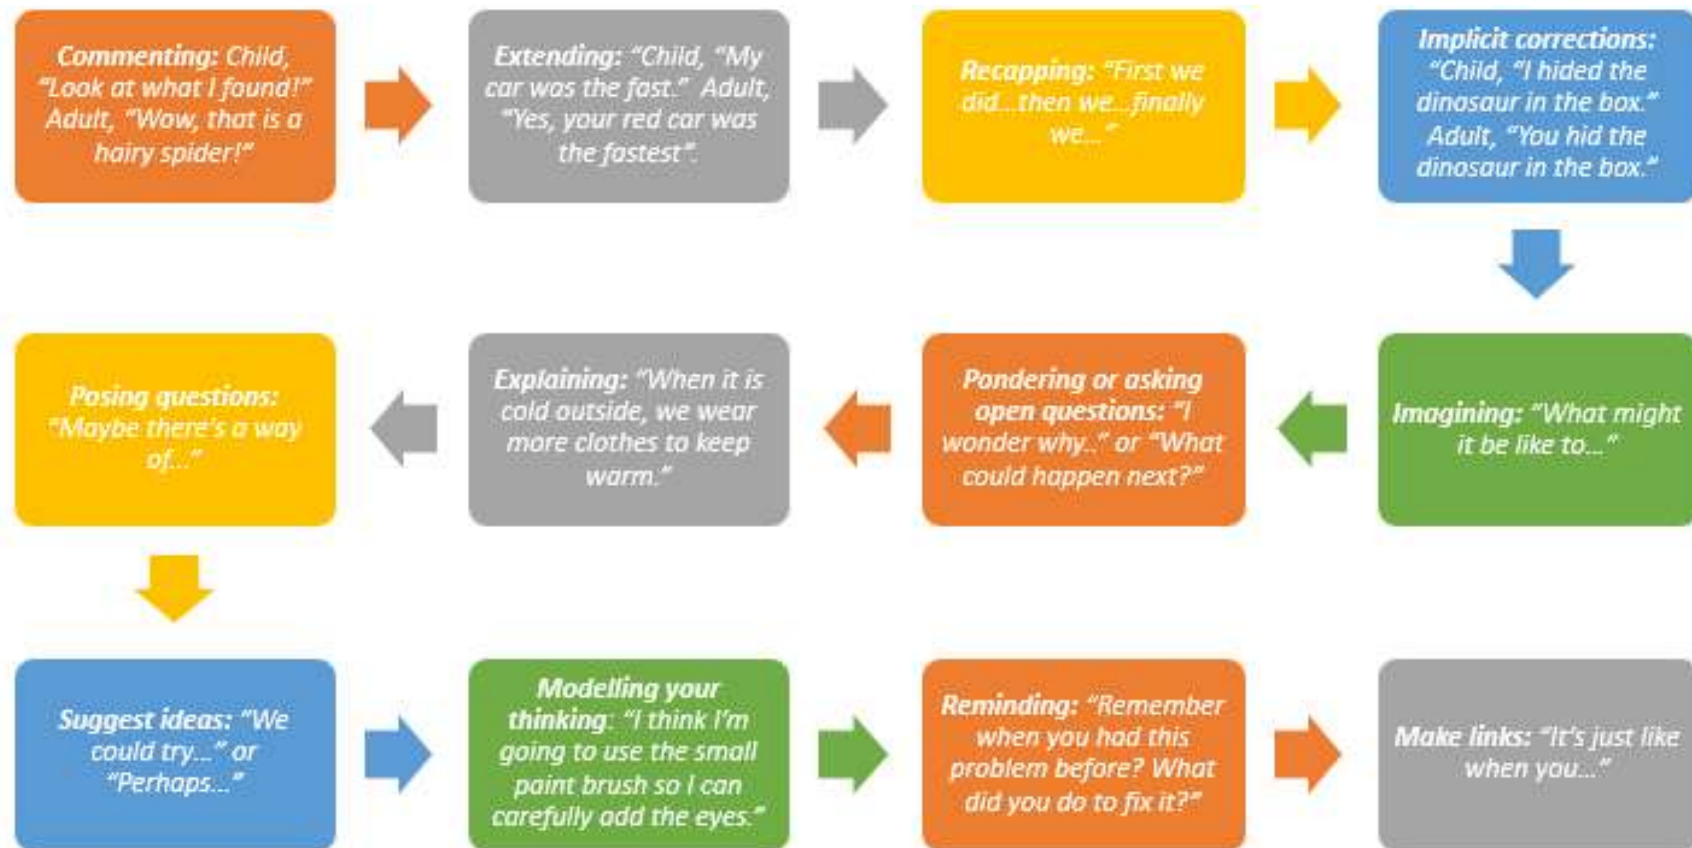 Commenting: Child,
"Look at what I found!"
Adult, "Wow, that is a
hairy spider!"
Extending: "Child, "My
car was the fast." Adult,
"Yes, your red car was
the fastest".
Recapping: "First we
did...then we...finally
we..."
Implicit corrections:
"Child, "I hided the
dinosaur in the box."
Adult, "You hid the
dinosaur in the box."
Imagining: "What might
it be like to..."
Pondering or asking
open questions: "I
wonder why.." or "What
could happen next?"
Explaining: "When it is
cold outside, we wear
more clothes to keep
warm."
Posing questions:
"Maybe there's a way
of..."
Suggest ideas: "We
could try..." or
"Perhaps..."
Modelling your
thinking: "I think I'm
going to use the small
paint brush so I can
carefully add the eyes."
Reminding: "Remember
when you had this
problem before? What
did you do to fix it?"
Make links: "It's just like
when you..."